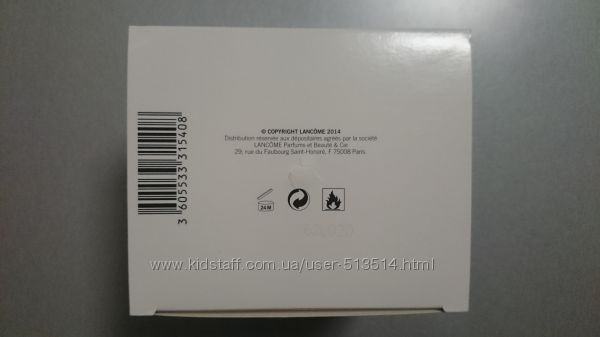 © COPYRIGHT LANCÔME 2014
Distribution réservée aux dépositaires agréés par la société
LANCÔME Parfums et Beauté & Cie
29, rue du Faubourg Saint-Honoré, F 75008 Paris.
24 M
3 605533 315408
www.kidstaff.com.ua/user-513514.html